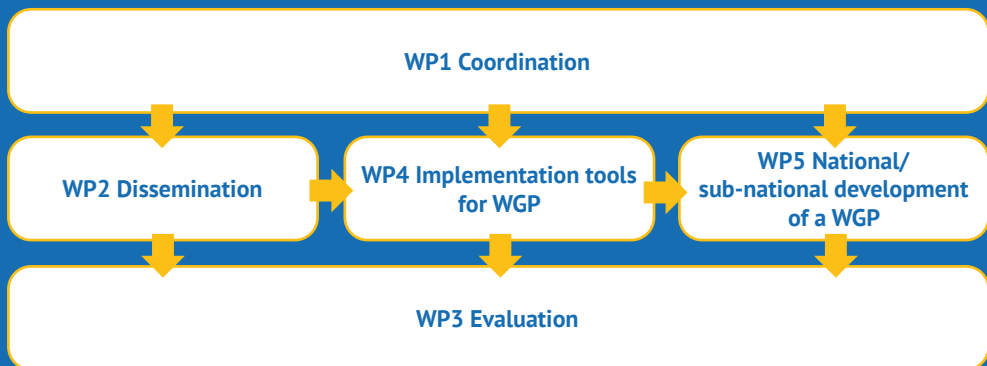 WP1 Coordination
WP2 Dissemination
WP4 Implementation tools
for WGP
WP5 National/
sub-national development
of a WGP
WP3 Evaluation